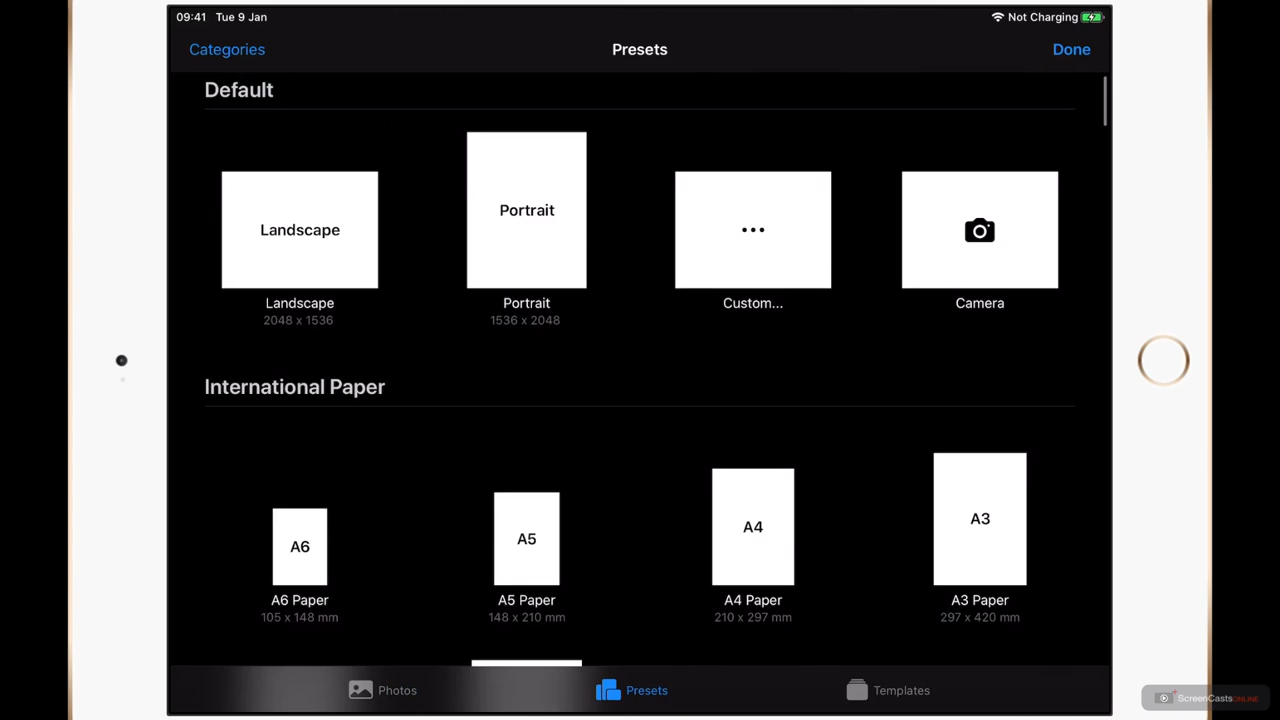 09:41 Tue 9 Jan
Not Charging
Categories
Presets
Done
Default
Landscape
Portrait
Landscape
2048 x 1536
Portrait
1536 x 2048
Custom...
Camera
International Paper
A6
A5
A4
A3
A6 Paper
105 x 148 mm
A5 Paper
148 x 210 mm
A4 Paper
210 x 297 mm
A3 Paper
297 x 420 mm
Photos
Presets
Templates
ScreenCastsONLINE